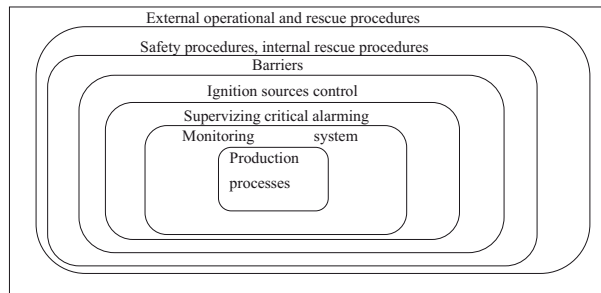 External operational and rescue procedures
Safety procedures, internal rescue procedures
Barriers
Ignition sources control
Supervizing critical alarming
Monitoring system
Production
processes